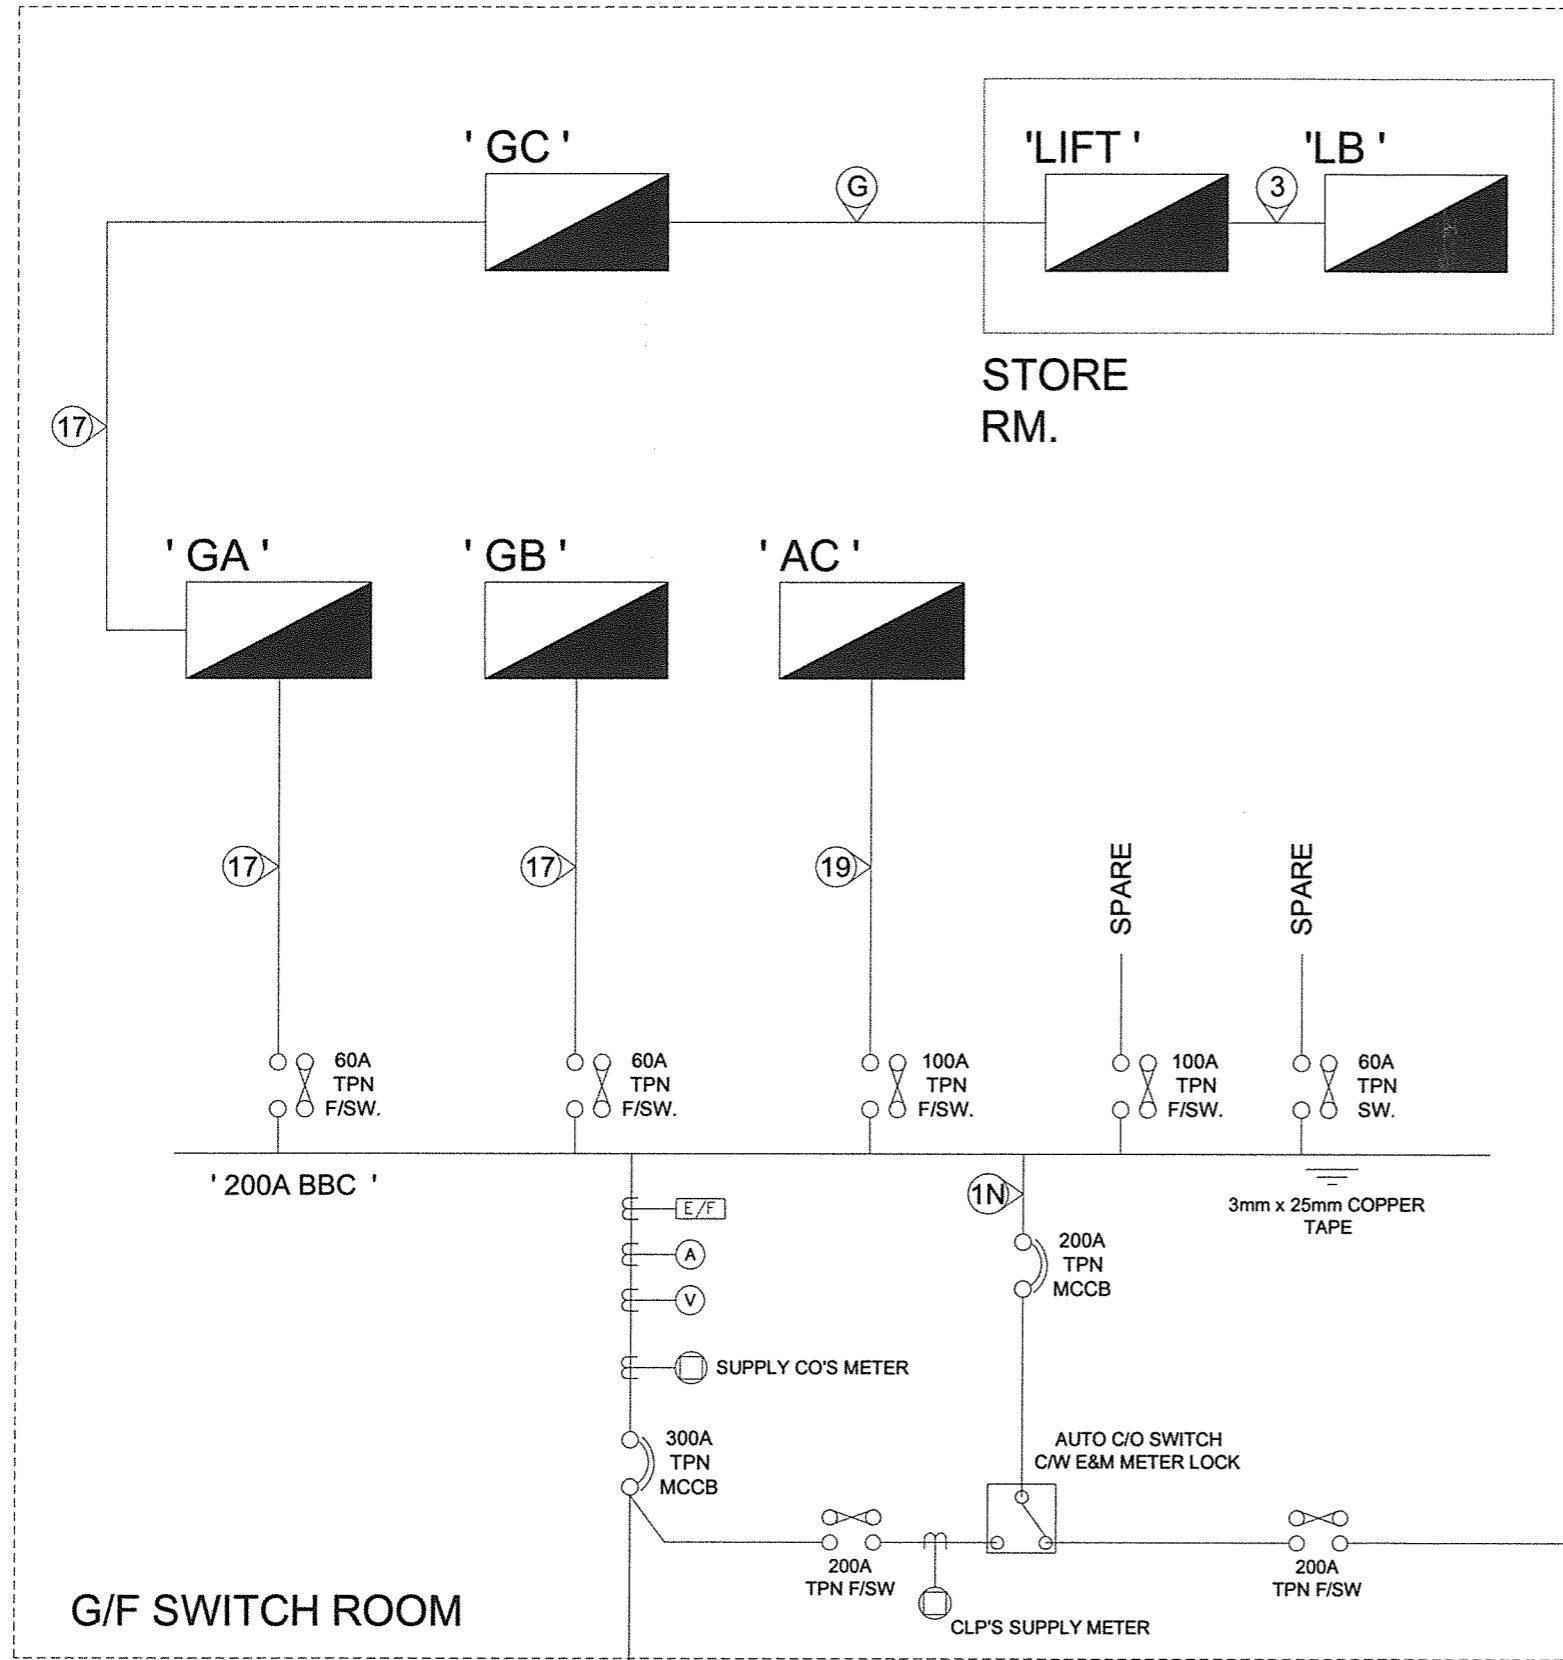 ' GC '
'LIFT '
'LB '
G
3
STORE
RM.
17
' GA '
' GB '
' AC '
17
17
19
SPARE
SPARE
60A
TPN
F/SW.
60A
TPN
F/SW.
100A
TPN
F/SW.
100A
TPN
F/SW.
60A
TPN
SW.
' 200A BBC '
1N
3mm x 25mm COPPER
TAPE
E/F
A
V
200A
TPN
MCCB
SUPPLY CO'S METER
300A
TPN
MCCB
AUTO C/O SWITCH
C/W E&M METER LOCK
200A
TPN F/SW
200A
TPN F/SW
CLP'S SUPPLY METER
G/F SWITCH ROOM